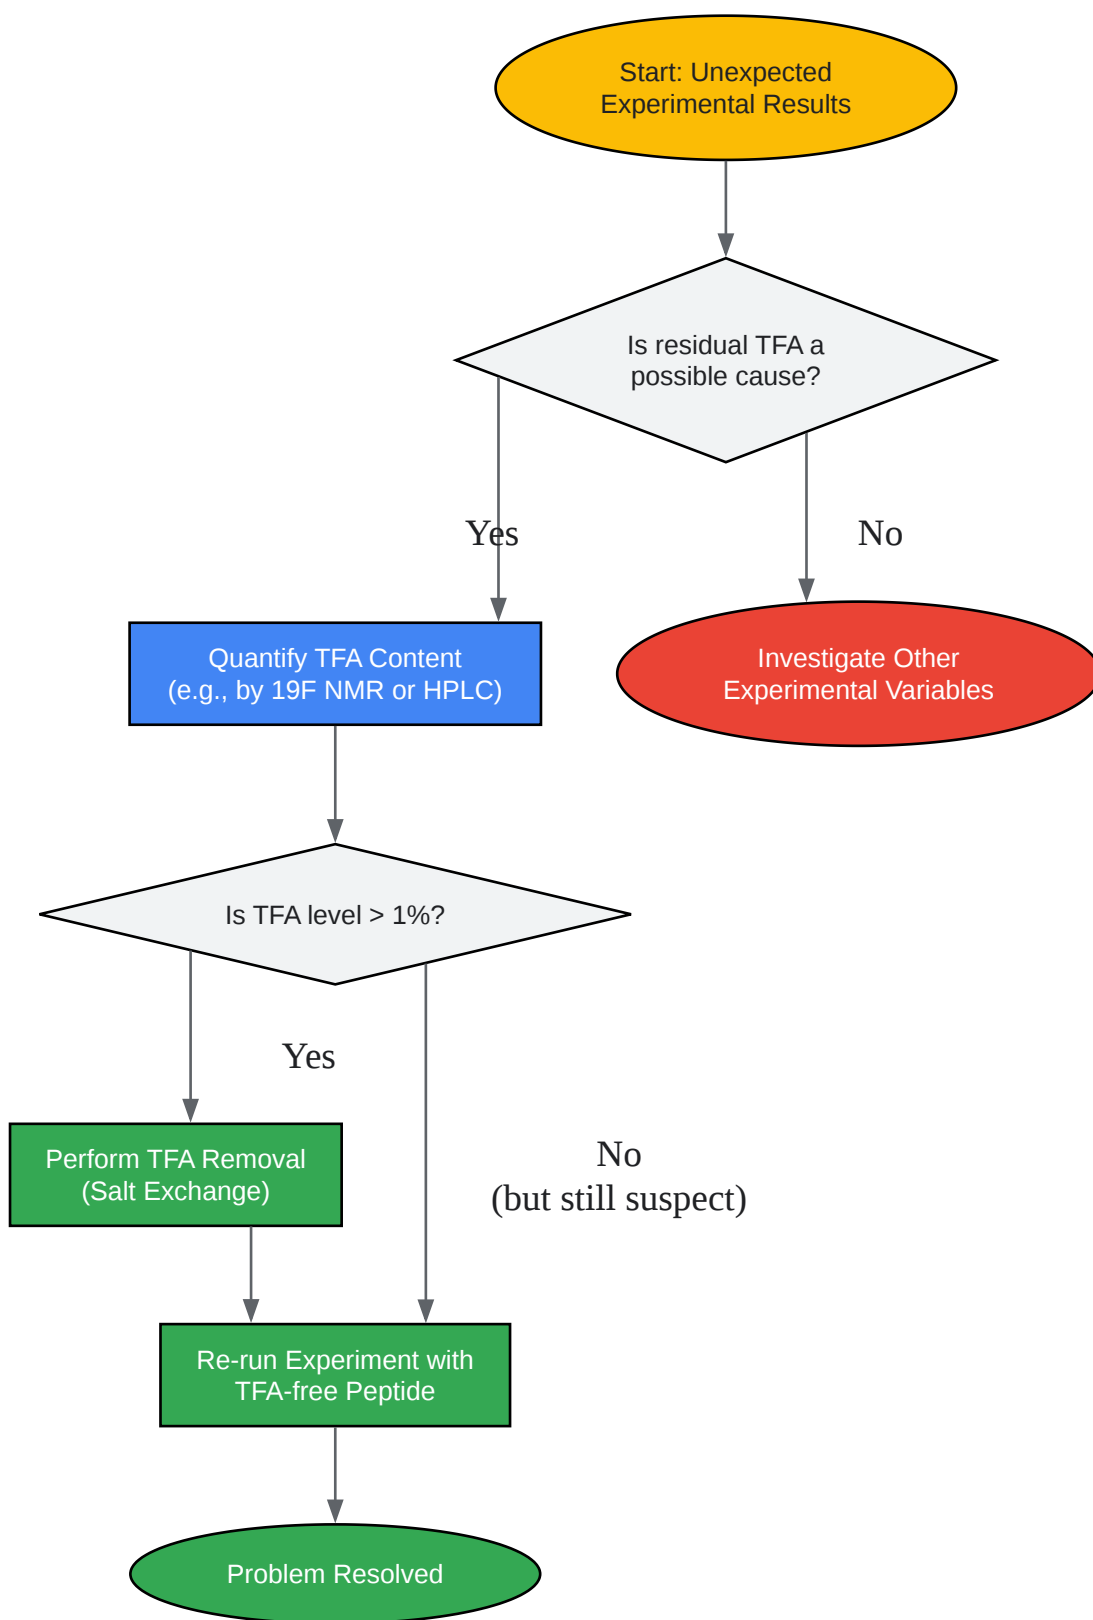 Start: Unexpected
Experimental Results
Is residual TFA a
possible cause?
Yes
No
Quantify TFA Content
(e.g., by 19F NMR or HPLC)
Investigate Other
Experimental Variables
Is TFA level > 1%?
Yes
No
(but still suspect)
Perform TFA Removal
(Salt Exchange)
Re-run Experiment with
TFA-free Peptide
Problem Resolved